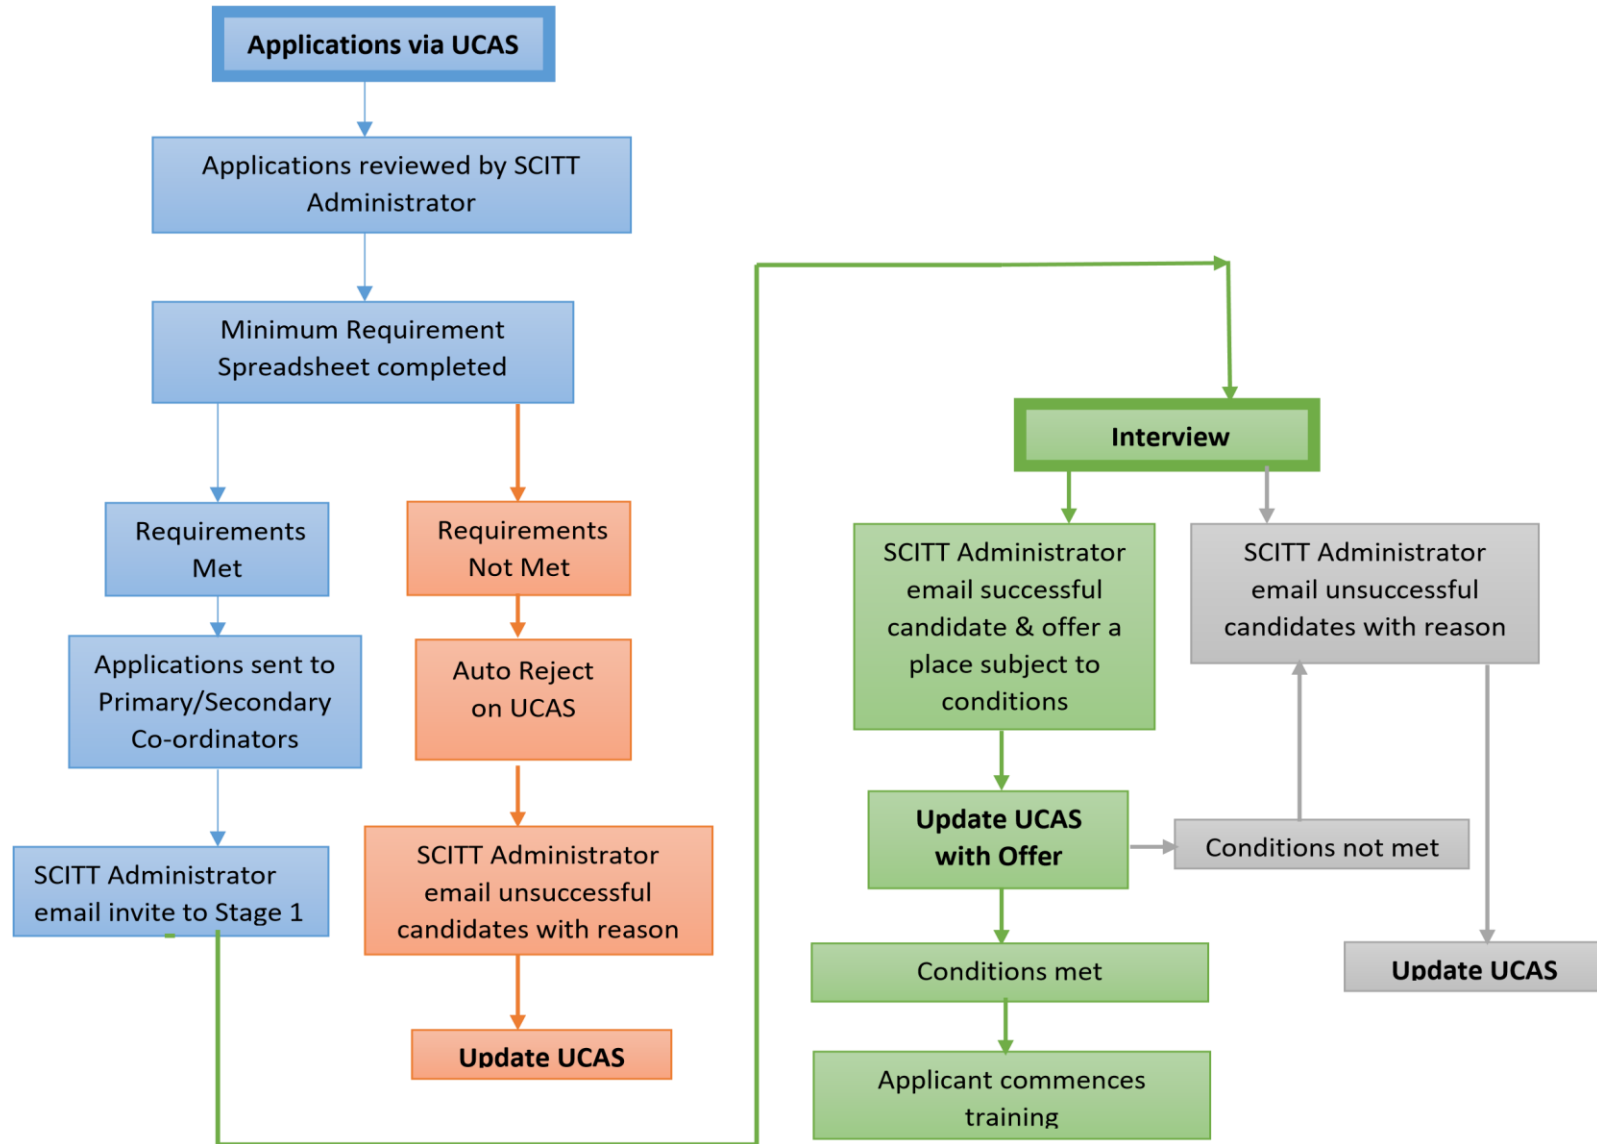 Applications via UCAS
Applications reviewed by SCITT
Administrator
Minimum Requirement
Spreadsheet completed
Requirements
Met
Requirements
Not Met
Applications sent to
Primary/Secondary
Co-ordinators
Auto Reject
on UCAS
SCITT Administrator
email invite to Stage 1
SCITT Administrator
email unsuccessful
candidates with reason
Update UCAS
Interview
SCITT Administrator
email successful
candidate & offer a
place subject to
conditions
SCITT Administrator
email unsuccessful
candidates with reason
Update UCAS
with Offer
Conditions not met
Conditions met
Update UCAS
Applicant commences
training